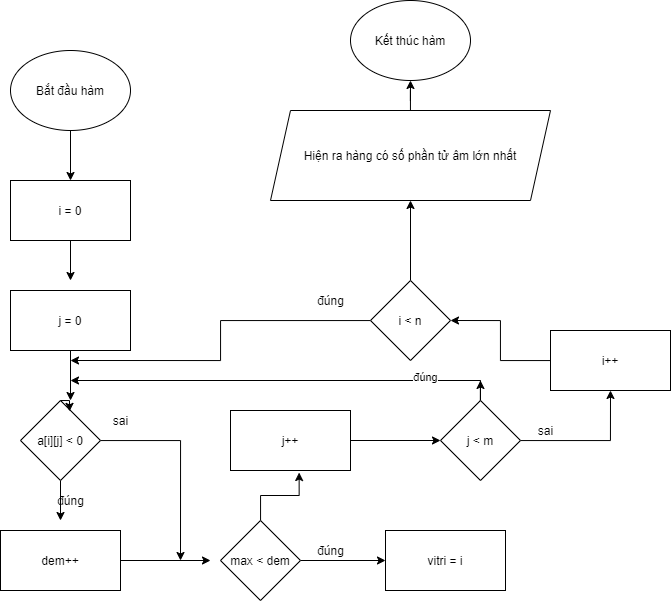 Kết thúc hàm
Bắt đầu hàm
Hiện ra hàng có số phần tử âm lớn nhất
i = 0
đúng
j = 0
i < n
i++
đúng
sai
a[i][j] < 0
j++
j < m
sai
đúng
dem++
max < dem
đúng
vitri = i